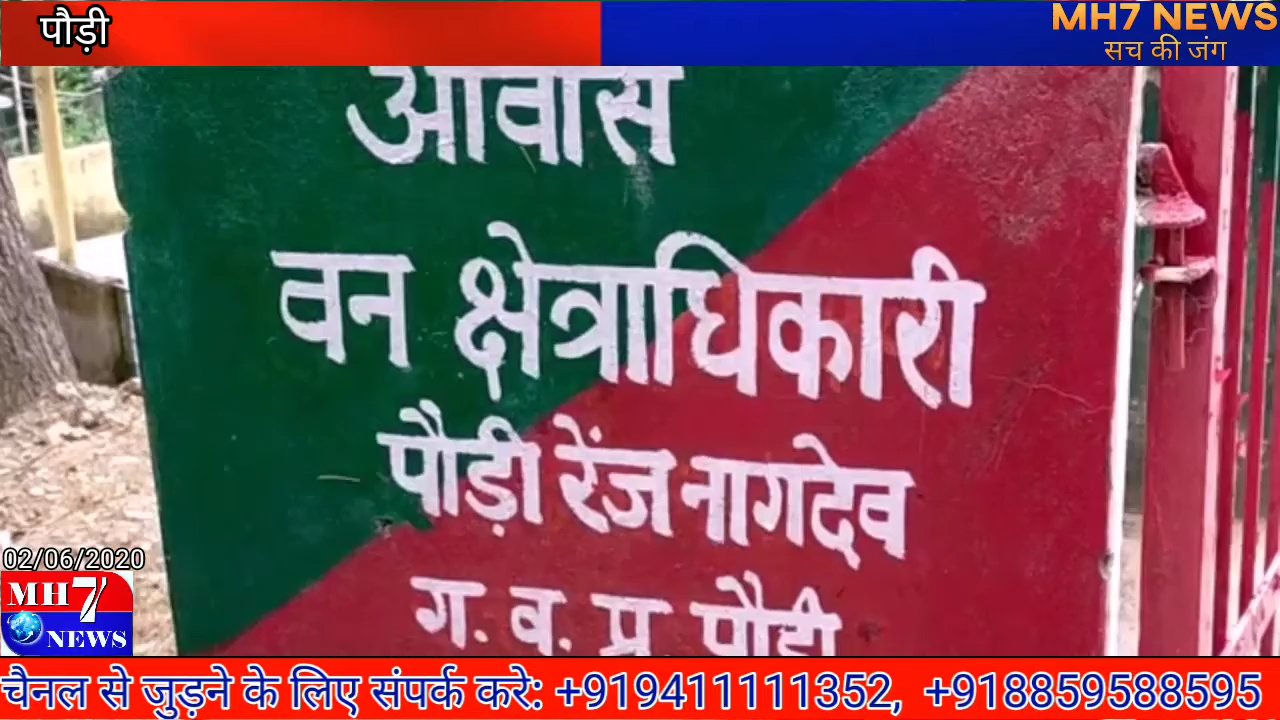 पौड़ी
MH7 NEWS
सच की जंग
आवास
वन क्षेत्राधिकारी
पौड़ी रेंज नागदेव
ग. व. प्र. पौड़ी
02/06/2020
MH7
NEWS
चैनल से जुड़ने के लिए संपर्क करे: +919411111352, +918859588595